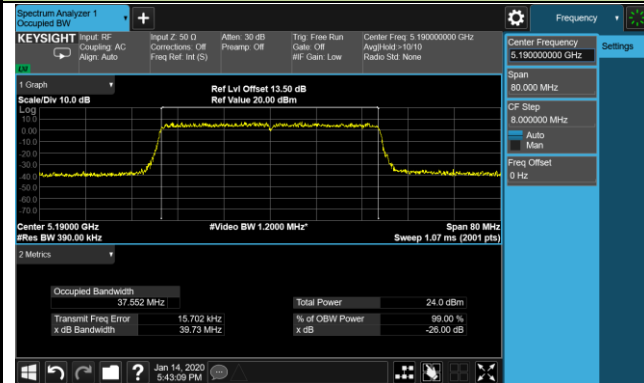 Spectrum Analyzer 1
Occupied BW
+
Frequency
KEYSIGHT
Input: RF
Coupling: AC
Align: Auto
Input Z: 50 Ω
Corrections: Off
Freq Ref: Int (S)
Atten: 30 dB
Preamp: Off
Trig: Free Run
Gate: Off
#IF Gain: Low
Center Freq: 5.190000000 GHz
Avg|Hold:>10/10
Radio Std: None
Center Frequency
5.190000000 GHz
Settings
Span
80.000 MHz
CF Step
8.000000 MHz
Auto
Man
Freq Offset
0 Hz
1 Graph
Scale/Div 10.0 dB
Ref Lvl Offset 13.50 dB
Ref Value 20.00 dBm
Log
10.0
0.00
-10.0
-20.0
-30.0
-40.0
-50.0
-60.0
-70.0
Center 5.19000 GHz
#Video BW 1.2000 MHz*
Span 80 MHz
#Res BW 390.00 kHz
Sweep 1.07 ms (2001 pts)
2 Metrics
Occupied Bandwidth
37.552 MHz
Total Power
24.0 dBm
Transmit Freq Error
15.702 kHz
% of OBW Power
99.00 %
x dB Bandwidth
39.73 MHz
x dB
-26.00 dB
?
Jan 14, 2020
5:43:09 PM